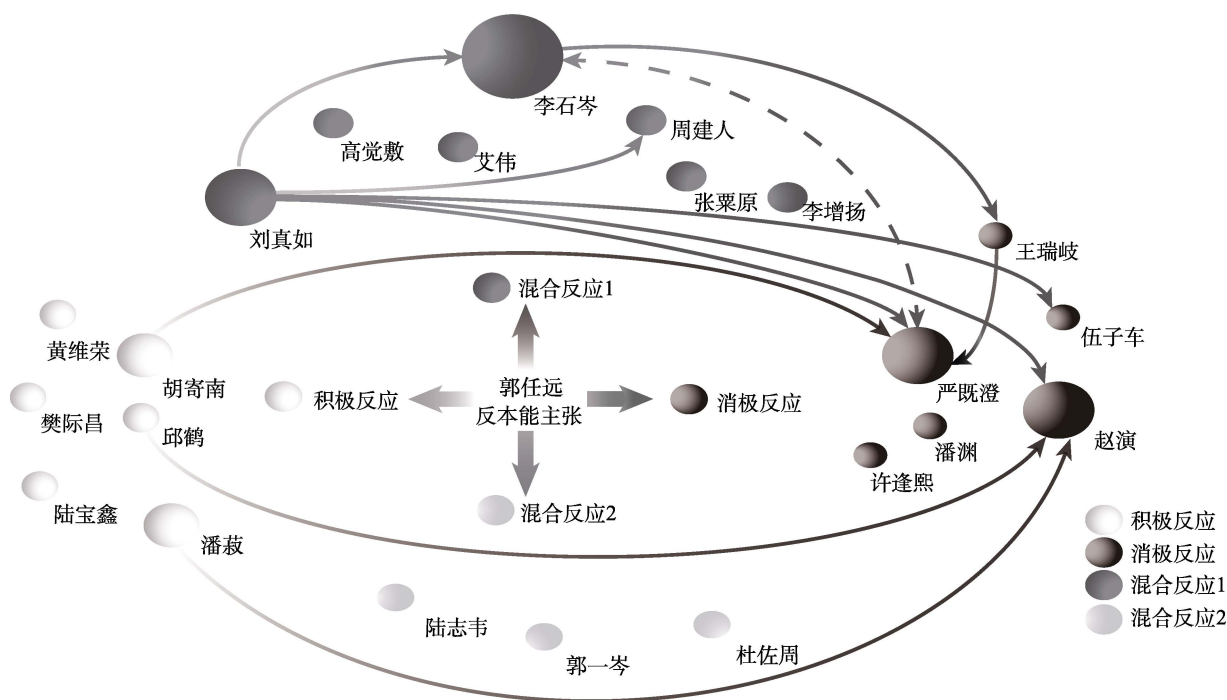 李石岑
周建人
高觉敷
艾伟
张粟原
李增扬
刘真如
王瑞岐
混合反应1
伍子车
黄维荣
胡寄南
严既澄
积极反应
郭任远
反本能主张
消极反应
樊际昌
邱鹤
潘渊
赵演
许逢熙
陆宝鑫
潘菽
混合反应2
陆志韦
郭一岑
杜佐周
积极反应
消极反应
混合反应1
混合反应2